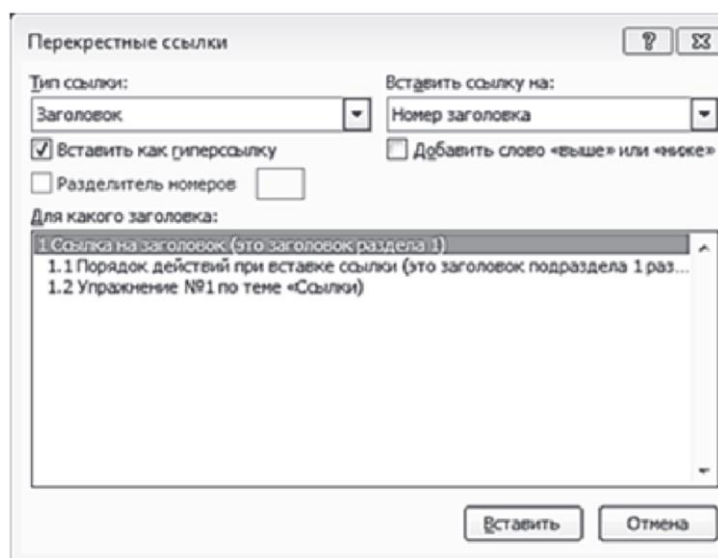 Перекрестные ссылки
Тип ссылки: Вставить ссылку на:
Заголовок Номер заголовка
Вставить как гиперссылку Добавить слово «выше» или «ниже»
Разделитель номеров
Для какого заголовка:
1 Ссылка на заголовок (это заголовок раздела 1)
1.1 Порядок действий при вставке ссылки (это заголовок подраздела 1 раз...
1.2 Упражнение №1 по теме «Ссылки)
Вставить Отмена